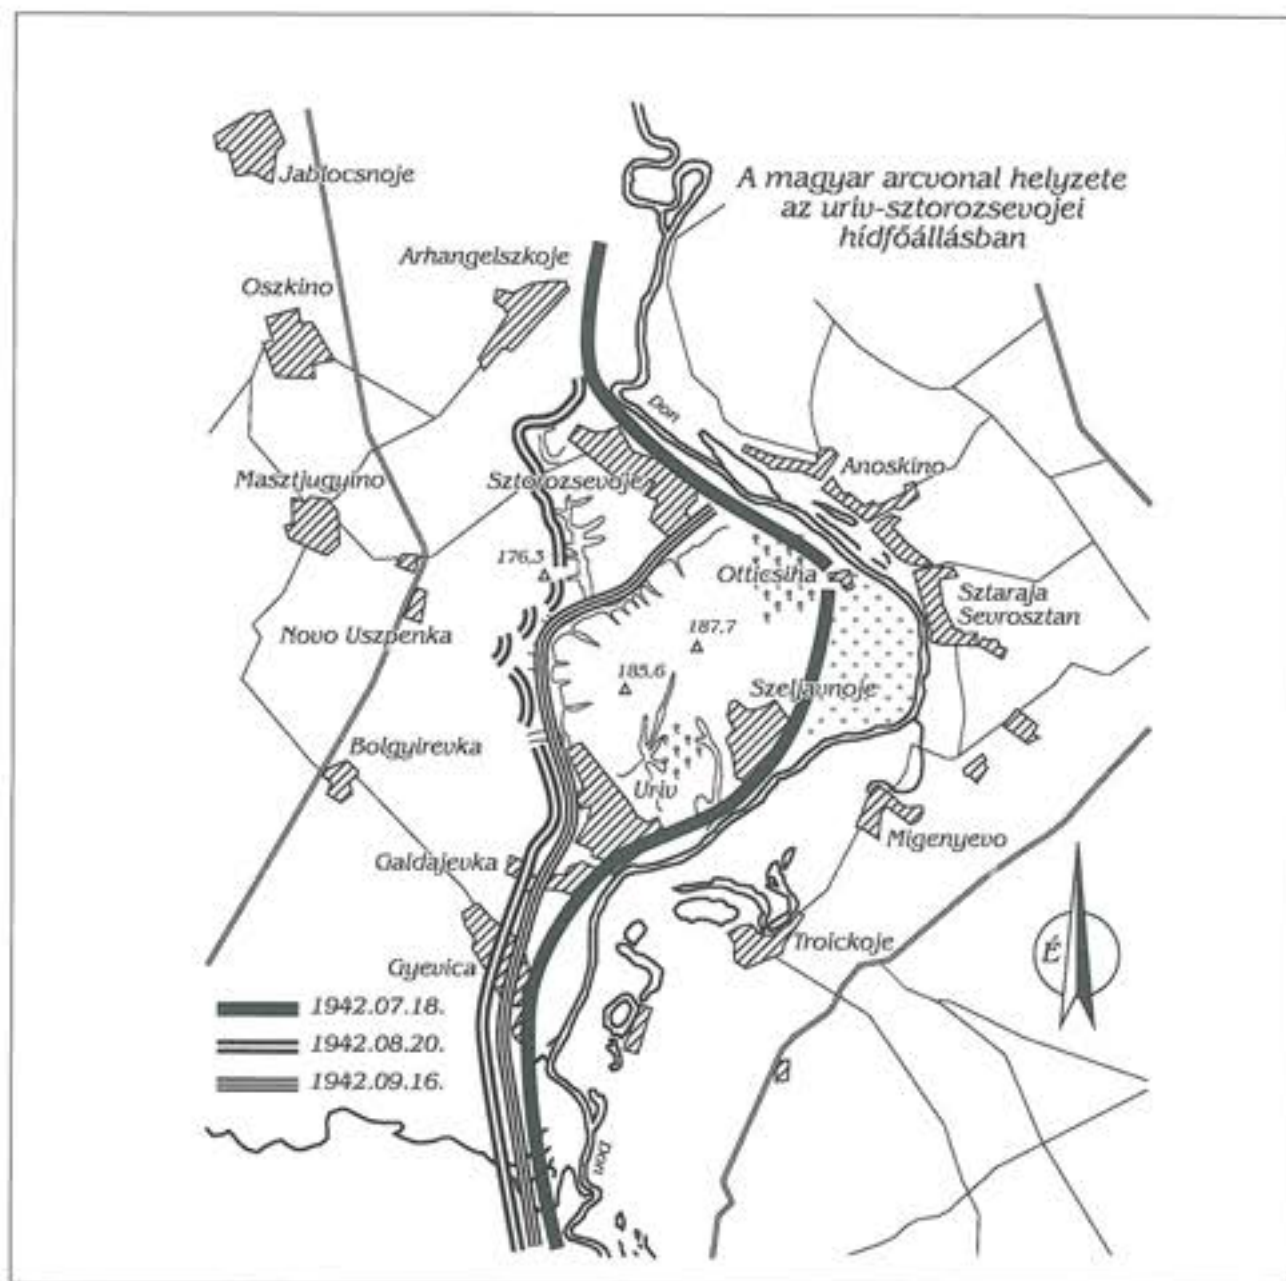 A magyar arcvonal helyzete
az uriv-sztorozsevojei
hídfőállásban
Jablocsnoje
Arhangelszkoje
Oszkino
Don
Anoskino
Masztjugyino
Sztorozsevoje
176,3
Otticsiha
Sztaraja
Sevrosztan
Novo Uszpenka
187,7
185,6
Szeljavnoje
Bolgyirevka
Uriv
Migenyevo
Galdajevka
Troickoje
É
Gyevica
1942.07.18.
1942.08.20.
1942.09.16.
Don